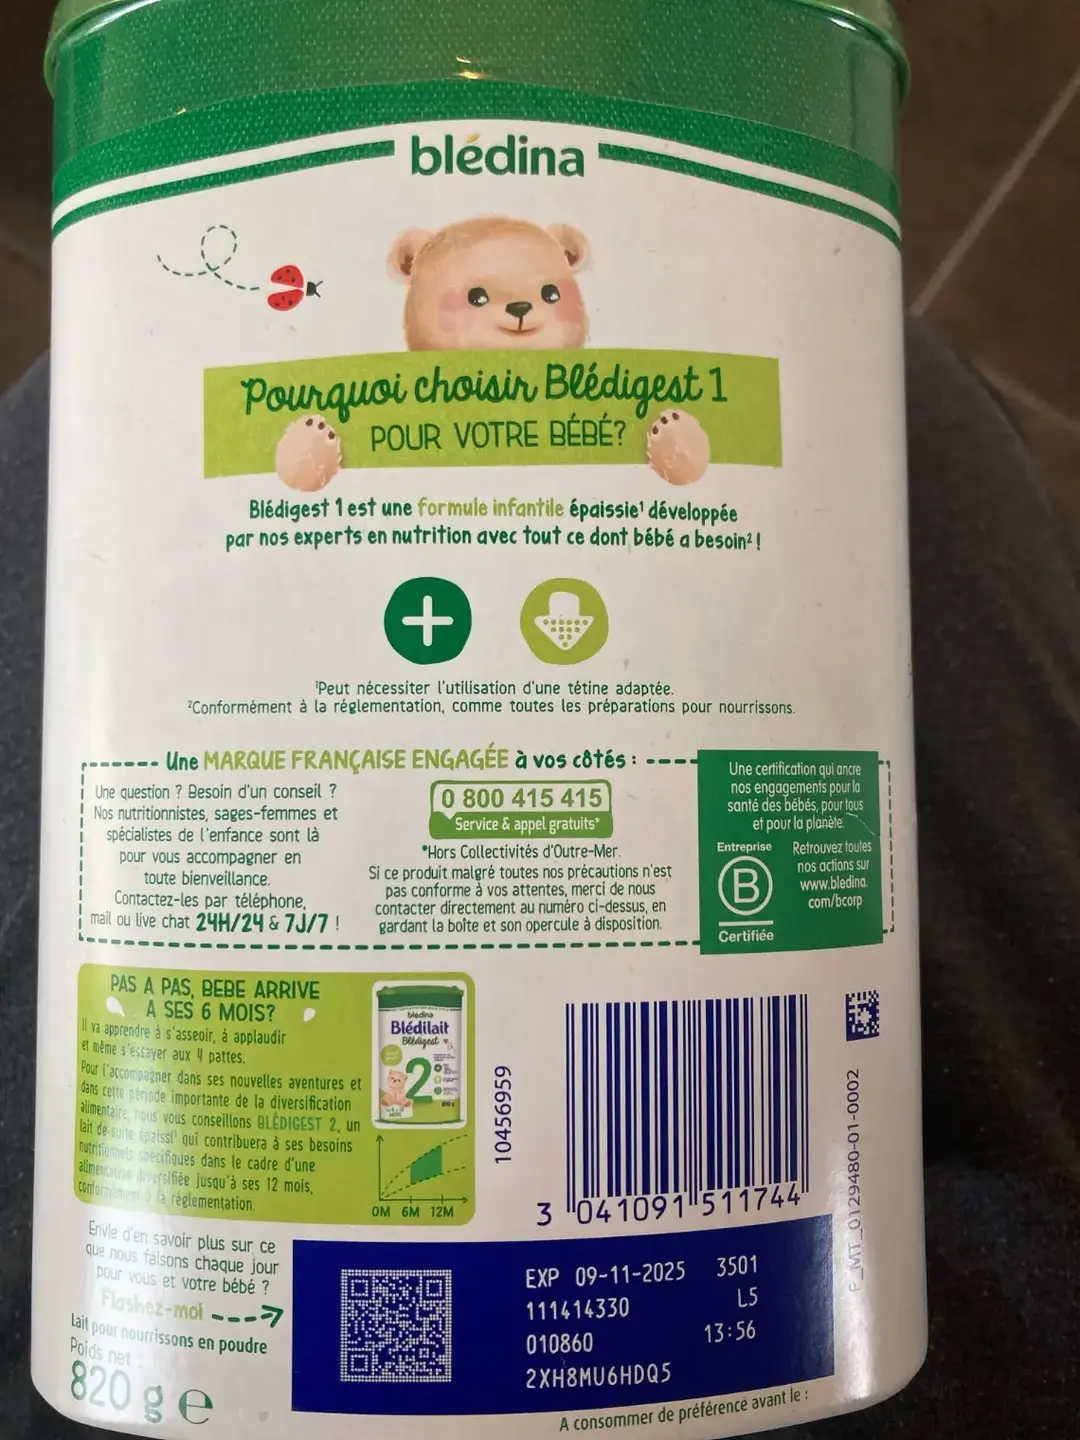 blédina
Pourquoi choisir Blédigest 1
POUR VOTRE BÉBÉ?
Blédigest 1 est une formule infantile épaissie¹ développée
par nos experts en nutrition avec tout ce dont bébé a besoin² !
¹Peut nécessiter l'utilisation d'une tétine adaptée.
²Conformément à la réglementation, comme toutes les préparations pour nourrissons.
Une MARQUE FRANÇAISE ENGAGÉE à vos côtés :
Une question ? Besoin d'un conseil ?
Nos nutritionnistes, sages-femmes et
spécialistes de l'enfance sont là
pour vous accompagner en
toute bienveillance.
Contactez-les par téléphone,
mail ou live chat 24H/24 & 7J/7 !
0 800 415 415
Service & appel gratuits*
*Hors Collectivités d'Outre-Mer.
Si ce produit malgré toutes nos précautions n'est
pas conforme à vos attentes, merci de nous
contacter directement au numéro ci-dessus, en
gardant la boîte et son opercule à disposition.
Une certification qui ancre
nos engagements pour la
santé des bébés, pour tous
et pour la planète.
Entreprise
B
Certifiée
Retrouvez toutes
nos actions sur
www.bledina.
com/bcorp
PAS A PAS, BEBE ARRIVE
A SES 6 MOIS?
Il va apprendre à s'asseoir, à applaudir
et même s'essayer aux 4 pattes.
Pour l'accompagner dans ses nouvelles aventures et
dans cette période importante de la diversification
alimentaire, nous vous conseillons BLÉDIGEST 2, un
lait de suite épaissi¹ qui contribuera à ses besoins
nutritionnels spécifiques dans le cadre d'une
alimentation diversifiée jusqu'à ses 12 mois,
conformément à la réglementation.
blédina
Blédilait
Blédigest
2
0M 6M 12M
10456959
3 041091 511744
F_MT_0129480-01-0002
Envie d'en savoir plus sur ce
que nous faisons chaque jour
pour vous et votre bébé ?
Flashez-moi
Lait pour nourrissons en poudre
Poids net :
820 g e
EXP 09-11-2025 3501
111414330 L5
010860 13:56
2XH8MU6HDQ5
A consommer de préférence avant le :